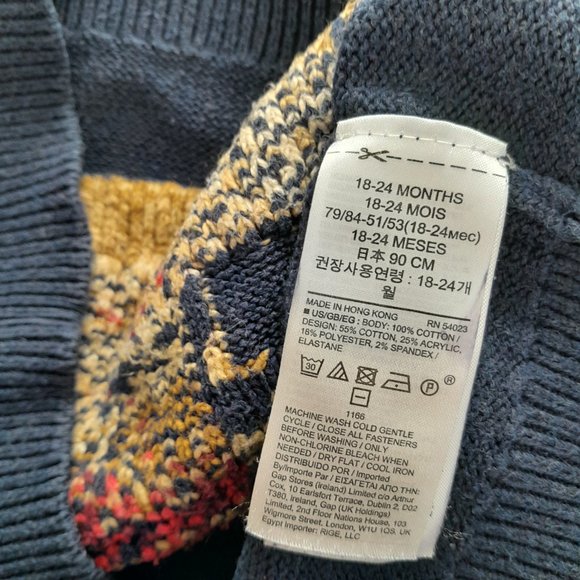 18-24 MONTHS
18-24 MOIS
79/84-51/53(18-24мес)
18-24 MESES
日本 90 CM
권장사용연령 : 18-24개
월
MADE IN HONG KONG RN 54023
■ US/GB/EG : BODY: 100% COTTON /
DESIGN: 55% COTTON, 25% ACRYLIC,
18% POLYESTER, 2% SPANDEX /
ELASTANE
30 P ®
1166
MACHINE WASH COLD GENTLE
CYCLE / CLOSE ALL FASTENERS
BEFORE WASHING / ONLY
NON-CHLORINE BLEACH WHEN
NEEDED / DRY FLAT / COOL IRON
DISTRIBUIDO POR / Imported
By/Importe Par / ΕΙΣΑΓΕΤΑΙ ΑΠΟ ΤΗΝ:
Gap Stores (Ireland) Limited c/o Arthur
Cox, 10 Earlsfort Terrace, Dublin 2, D02
T380, Ireland, Gap (UK Holdings)
Limited, 2nd Floor Nations House, 103
Wigmore Street, London, W1U 1QS, UK
Egypt Importer: RIGE, LLC